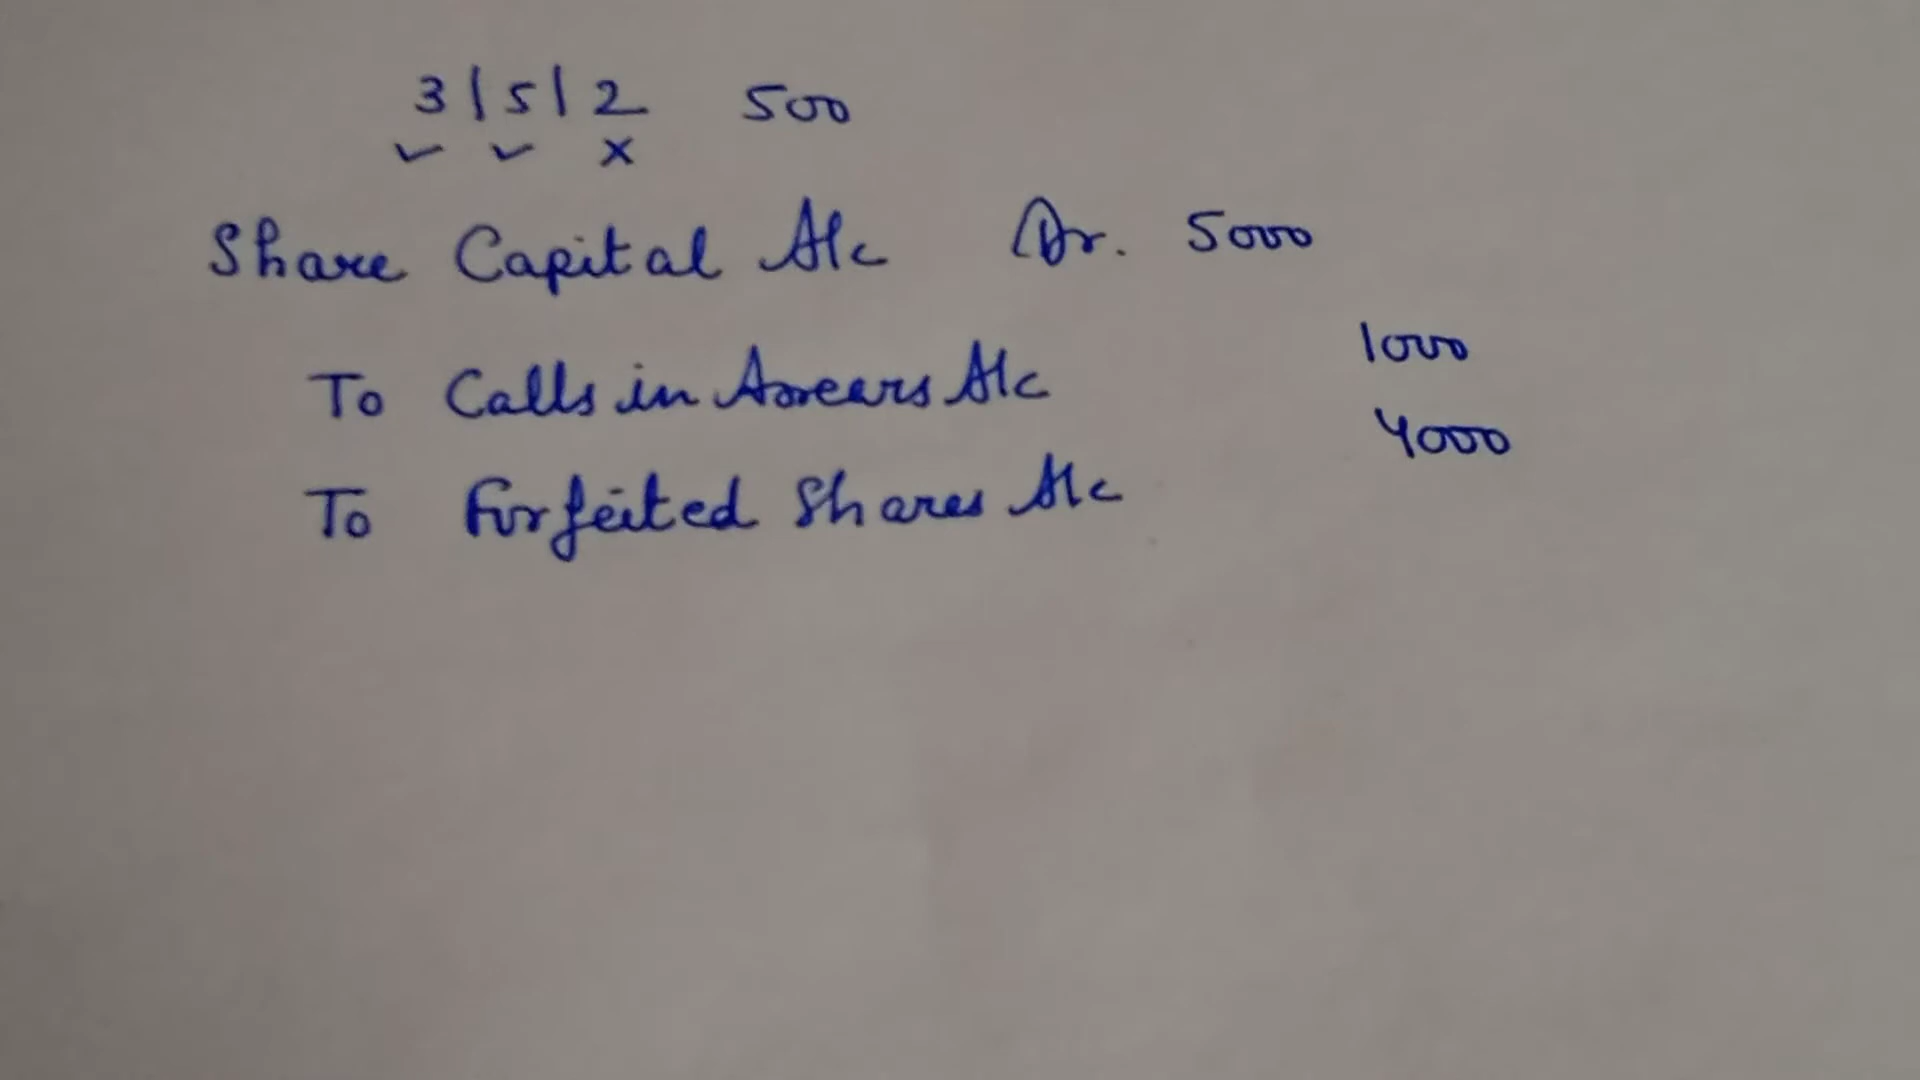 3 | 5 | 2 500
✓ ✓ x
Share Capital A/c Dr. 5000
To Calls in Arrears A/c 1000
To Forfeited Shares A/c 4000